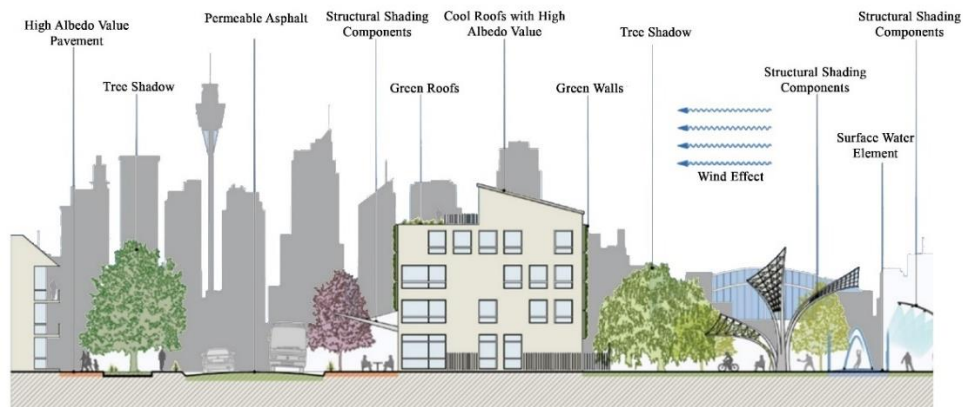 High Albedo Value
Pavement
Tree Shadow
Permeable Asphalt
Structural Shading
Components
Green Roofs
Cool Roofs with High
Albedo Value
Green Walls
Tree Shadow
Wind Effect
Structural Shading
Components
Surface Water
Element
Structural Shading
Components